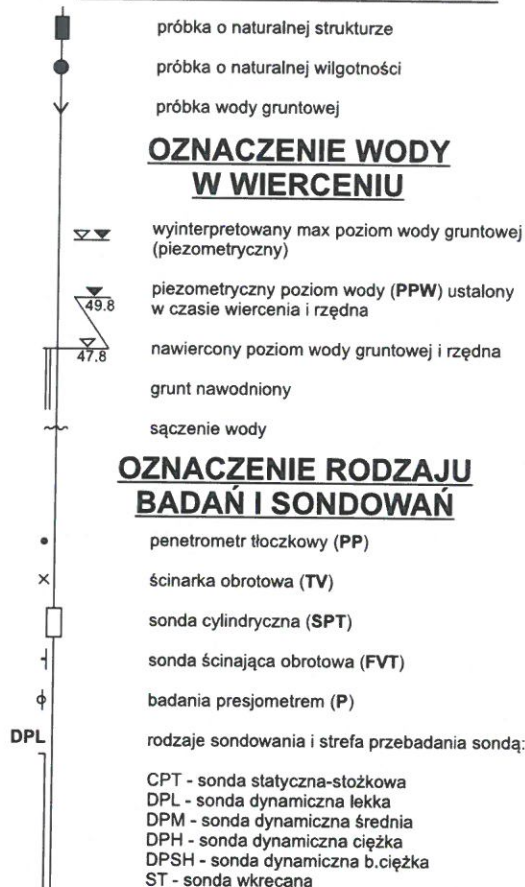 próbka o naturalnej strukturze
próbka o naturalnej wilgotności
próbka wody gruntowej
OZNACZENIE WODY
W WIERCENIU
wyinterpretowany max poziom wody gruntowej
(piezometryczny)
49.8
piezometryczny poziom wody (PPW) ustalony
w czasie wiercenia i rzędna
47.8
nawiercony poziom wody gruntowej i rzędna
grunt nawodniony
sączenie wody
OZNACZENIE RODZAJU
BADAŃ I SONDOWAŃ
penetrometr tłoczkowy (PP)
ścinarka obrotowa (TV)
sonda cylindryczna (SPT)
sonda ścinająca obrotowa (FVT)
badania presjometrem (P)
DPL rodzaje sondowania i strefa przebadania sondą:
CPT - sonda statyczna-stożkowa
DPL - sonda dynamiczna lekka
DPM - sonda dynamiczna średnia
DPH - sonda dynamiczna ciężka
DPSH - sonda dynamiczna b.ciężka
ST - sonda wkręcana